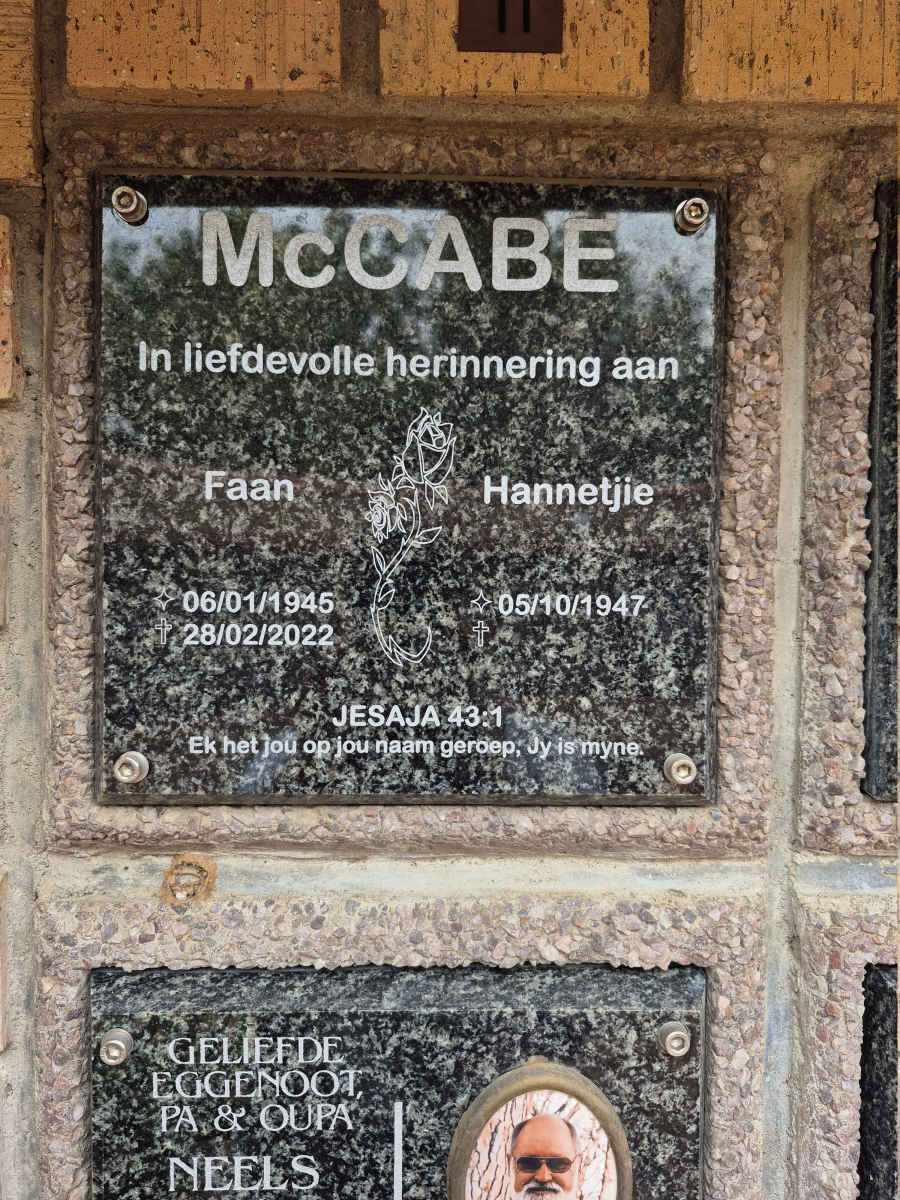 McCABE
In liefdevolle herinnering aan
Faan
Hannetjie
06/01/1945
28/02/2022
05/10/1947
JESAJA 43:1
Ek het jou op jou naam geroep, Jy is myne.
GELIEFDE
EGGENOOT,
PA & OUPA
NEELS